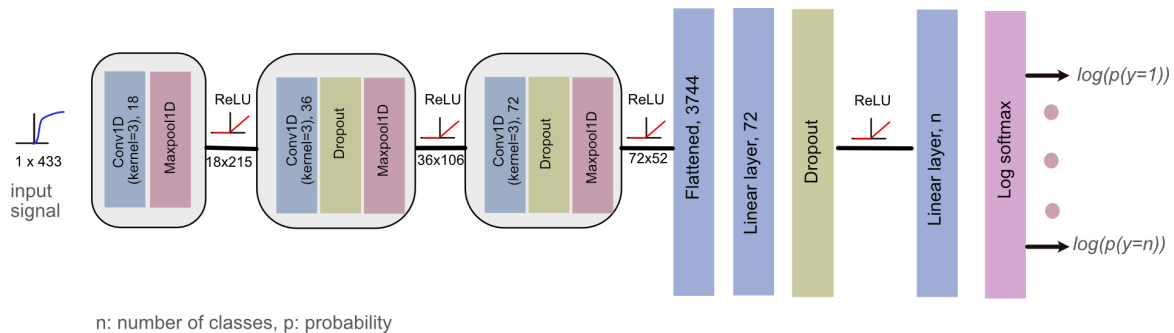 1 x 433
input
signal
Conv1D
(kernel=3), 18
Maxpool1D
ReLU
18x215
Conv1D
(kernel=3), 36
Dropout
Maxpool1D
ReLU
36x106
Conv1D
(kernel=3), 72
Dropout
Maxpool1D
ReLU
72x52
Flattened, 3744
Linear layer, 72
Dropout
ReLU
Linear layer, n
Log softmax
log(p(y=1))
log(p(y=n))
n: number of classes, p: probability